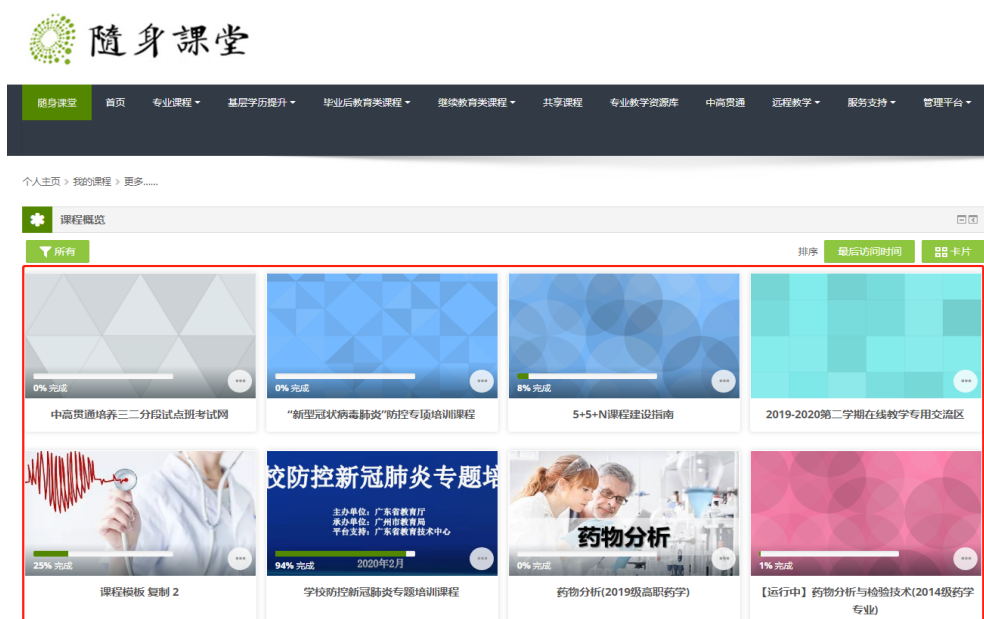 隨身課堂
随身课堂 首页 专业课程 基层学历提升 毕业后教育类课程 继续教育类课程 共享课程 专业教学资源库 中高贯通 远程教学 服务支持 管理平台
个人主页 > 我的课程 > 更多......
课程概览
所有 排序 最后访问时间 卡片
0% 完成 0% 完成 8% 完成
中高贯通培养三二分段试点班考试网 “新型冠状病毒肺炎”防控专项培训课程 5+5+N课程建设指南 2019-2020第二学期在线教学专用交流区
校防控新冠肺炎专题培
主办单位：广东省教育厅
承办单位：广州市教育局
平台支持：广东省教育技术中心
药物分析
2020年2月
25% 完成 94% 完成 0% 完成 1% 完成
课程模板 复制 2 学校防控新冠肺炎专题培训课程 药物分析(2019级高职药学) 【运行中】药物分析与检验技术(2014级药学
专业)